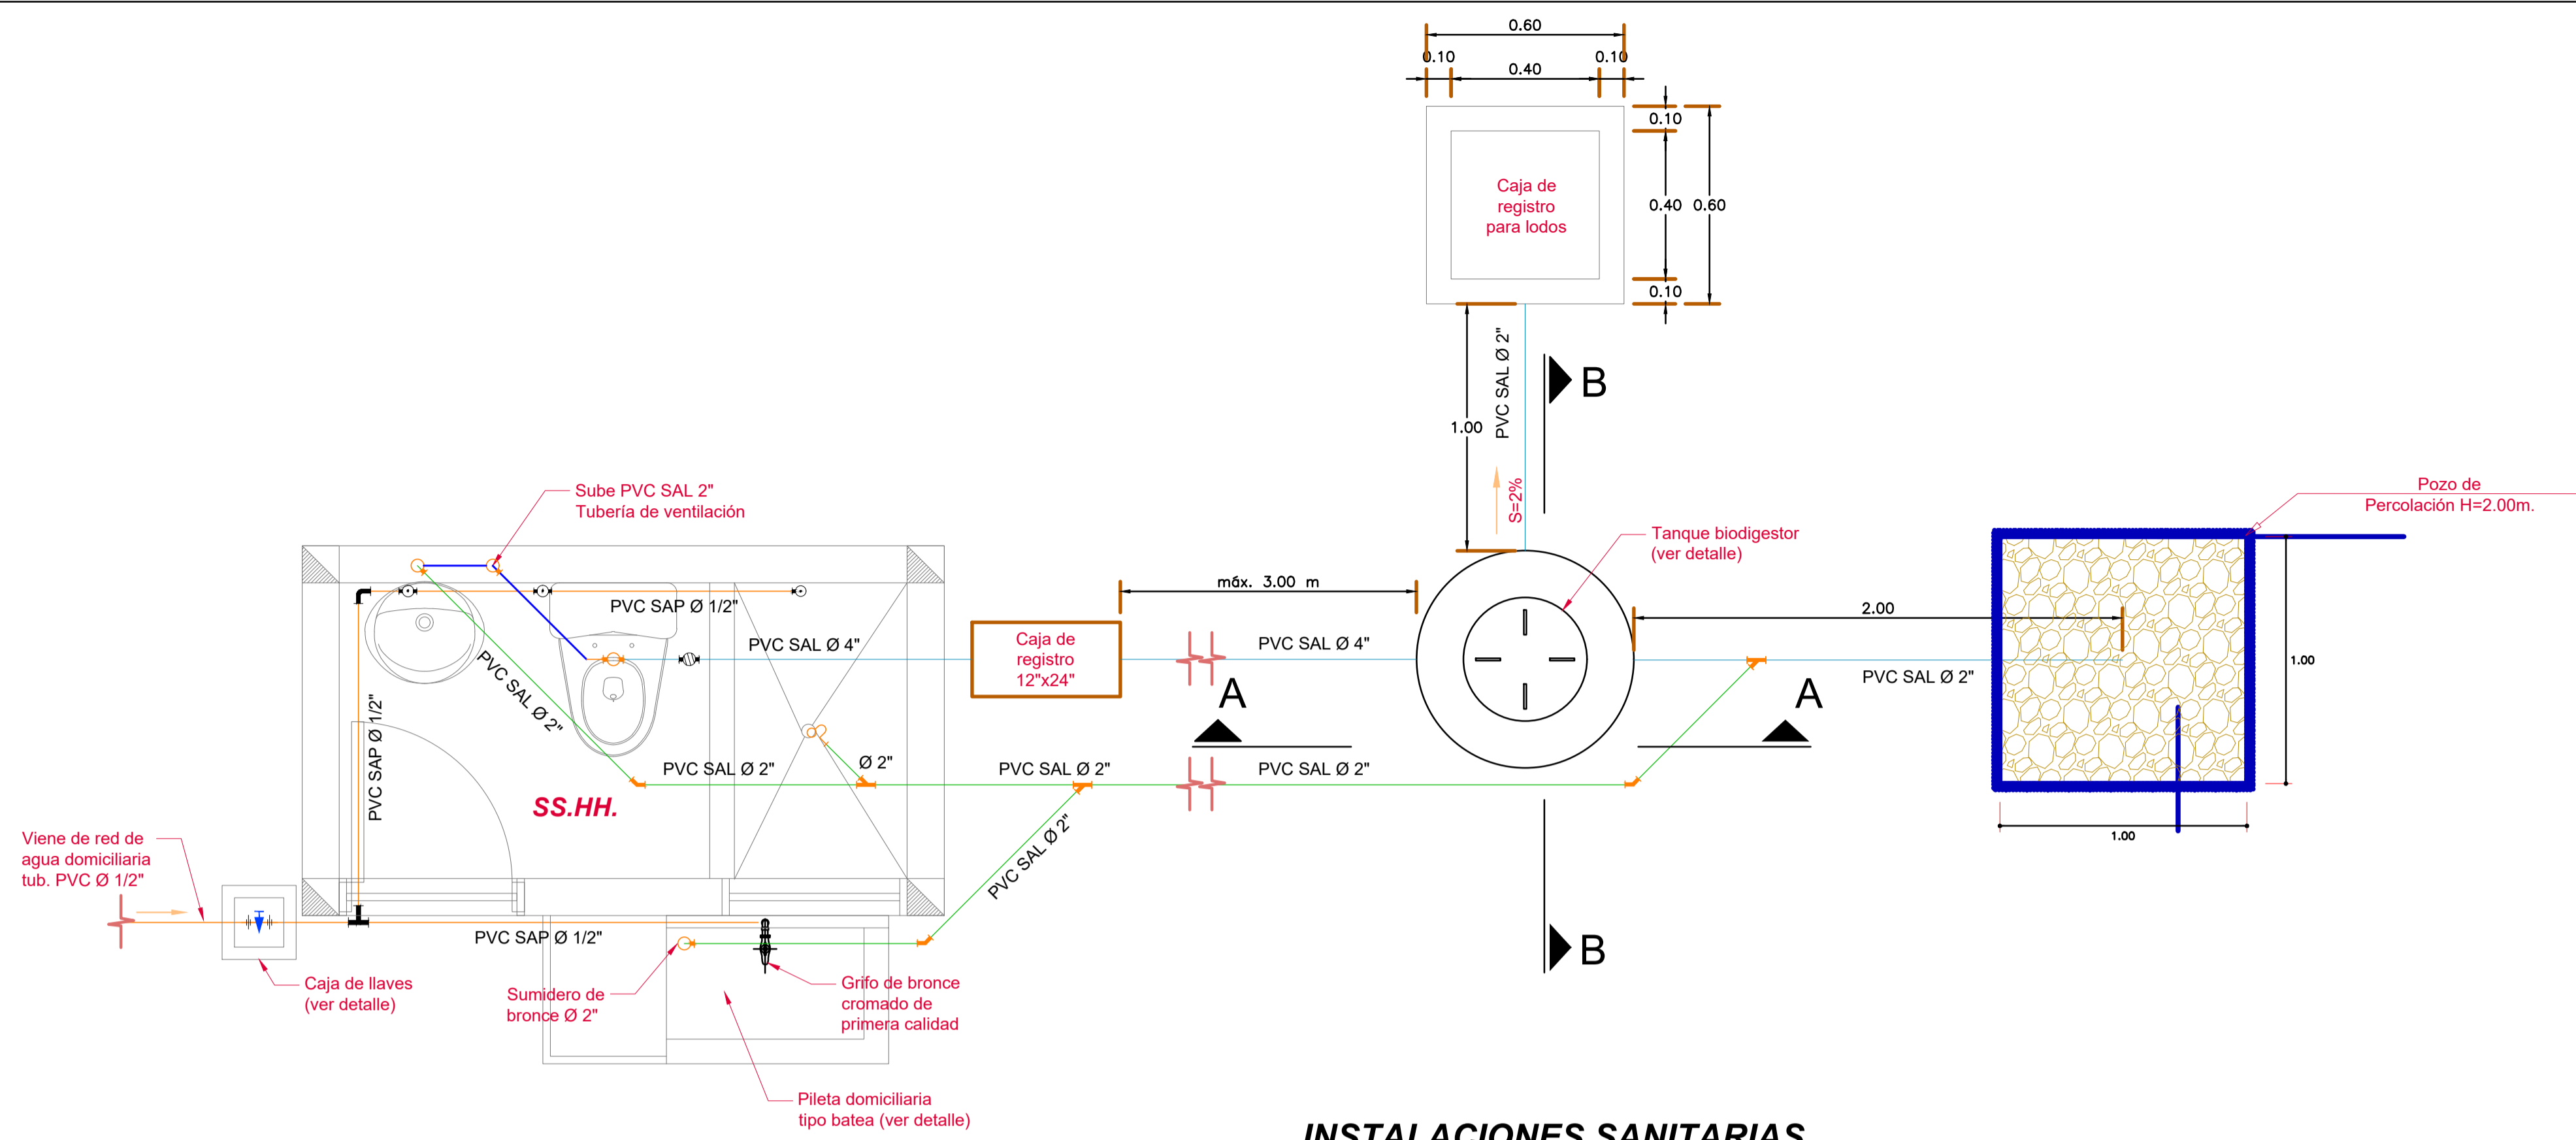 0.60
0.10
0.40
0.10
0.10
0.40
0.60
0.10
Caja de
registro
para lodos
PVC SAL Ø 2"
1.00
S=2%
B
Sube PVC SAL 2"
Tubería de ventilación
Tanque biodigestor
(ver detalle)
Pozo de
Percolación H=2.00m.
máx. 3.00 m
2.00
PVC SAP Ø 1/2"
PVC SAL Ø 4"
Caja de
registro
12"x24"
PVC SAL Ø 4"
PVC SAL Ø 2"
1.00
PVC SAL Ø 2"
A
A
PVC SAP Ø 1/2"
PVC SAL Ø 2"
Ø 2"
PVC SAL Ø 2"
PVC SAL Ø 2"
SS.HH.
1.00
Viene de red de
agua domiciliaria
tub. PVC Ø 1/2"
PVC SAL Ø 2"
PVC SAP Ø 1/2"
B
Caja de llaves
(ver detalle)
Sumidero de
bronce Ø 2"
Grifo de bronce
cromado de
primera calidad
Pileta domiciliaria
tipo batea (ver detalle)
INSTALACIONES SANITARIAS